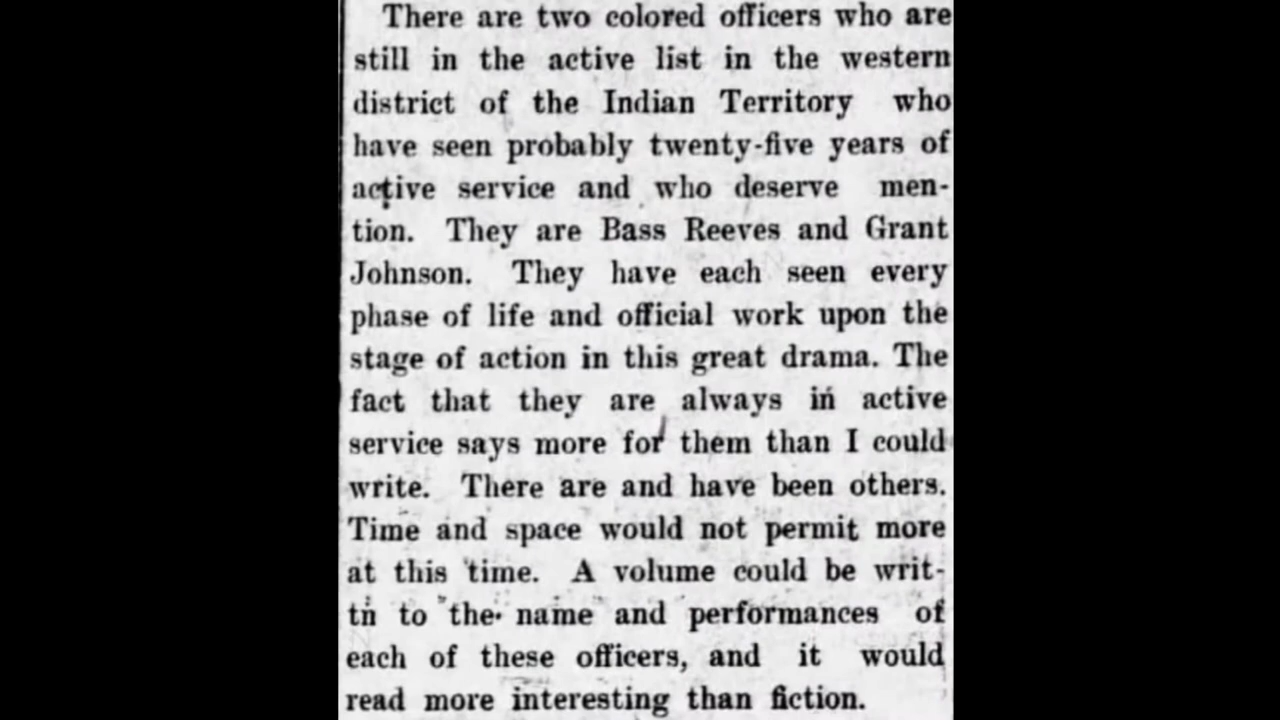 There are two colored officers who are
still in the active list in the western
district of the Indian Territory who
have seen probably twenty-five years of
active service and who deserve men-
tion. They are Bass Reeves and Grant
Johnson. They have each seen every
phase of life and official work upon the
stage of action in this great drama. The
fact that they are always in active
service says more for them than I could
write. There are and have been others.
Time and space would not permit more
at this time. A volume could be writ-
tn to the name and performances of
each of these officers, and it would
read more interesting than fiction.